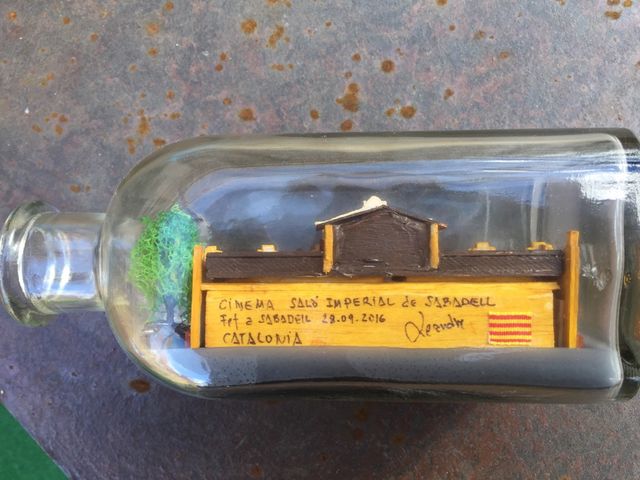 CINEMA SALÓ IMPERIAL de SABADELL
Fet a SABADELL 28.09.2016
CATALONIA